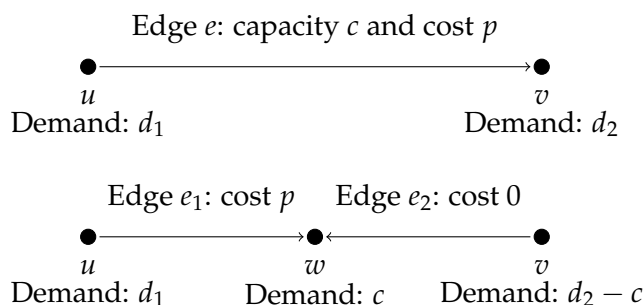 Edge e: capacity c and cost p
u v
Demand: d₁ Demand: d₂
Edge e₁: cost p Edge e₂: cost 0
u w v
Demand: d₁ Demand: c Demand: d₂ − c